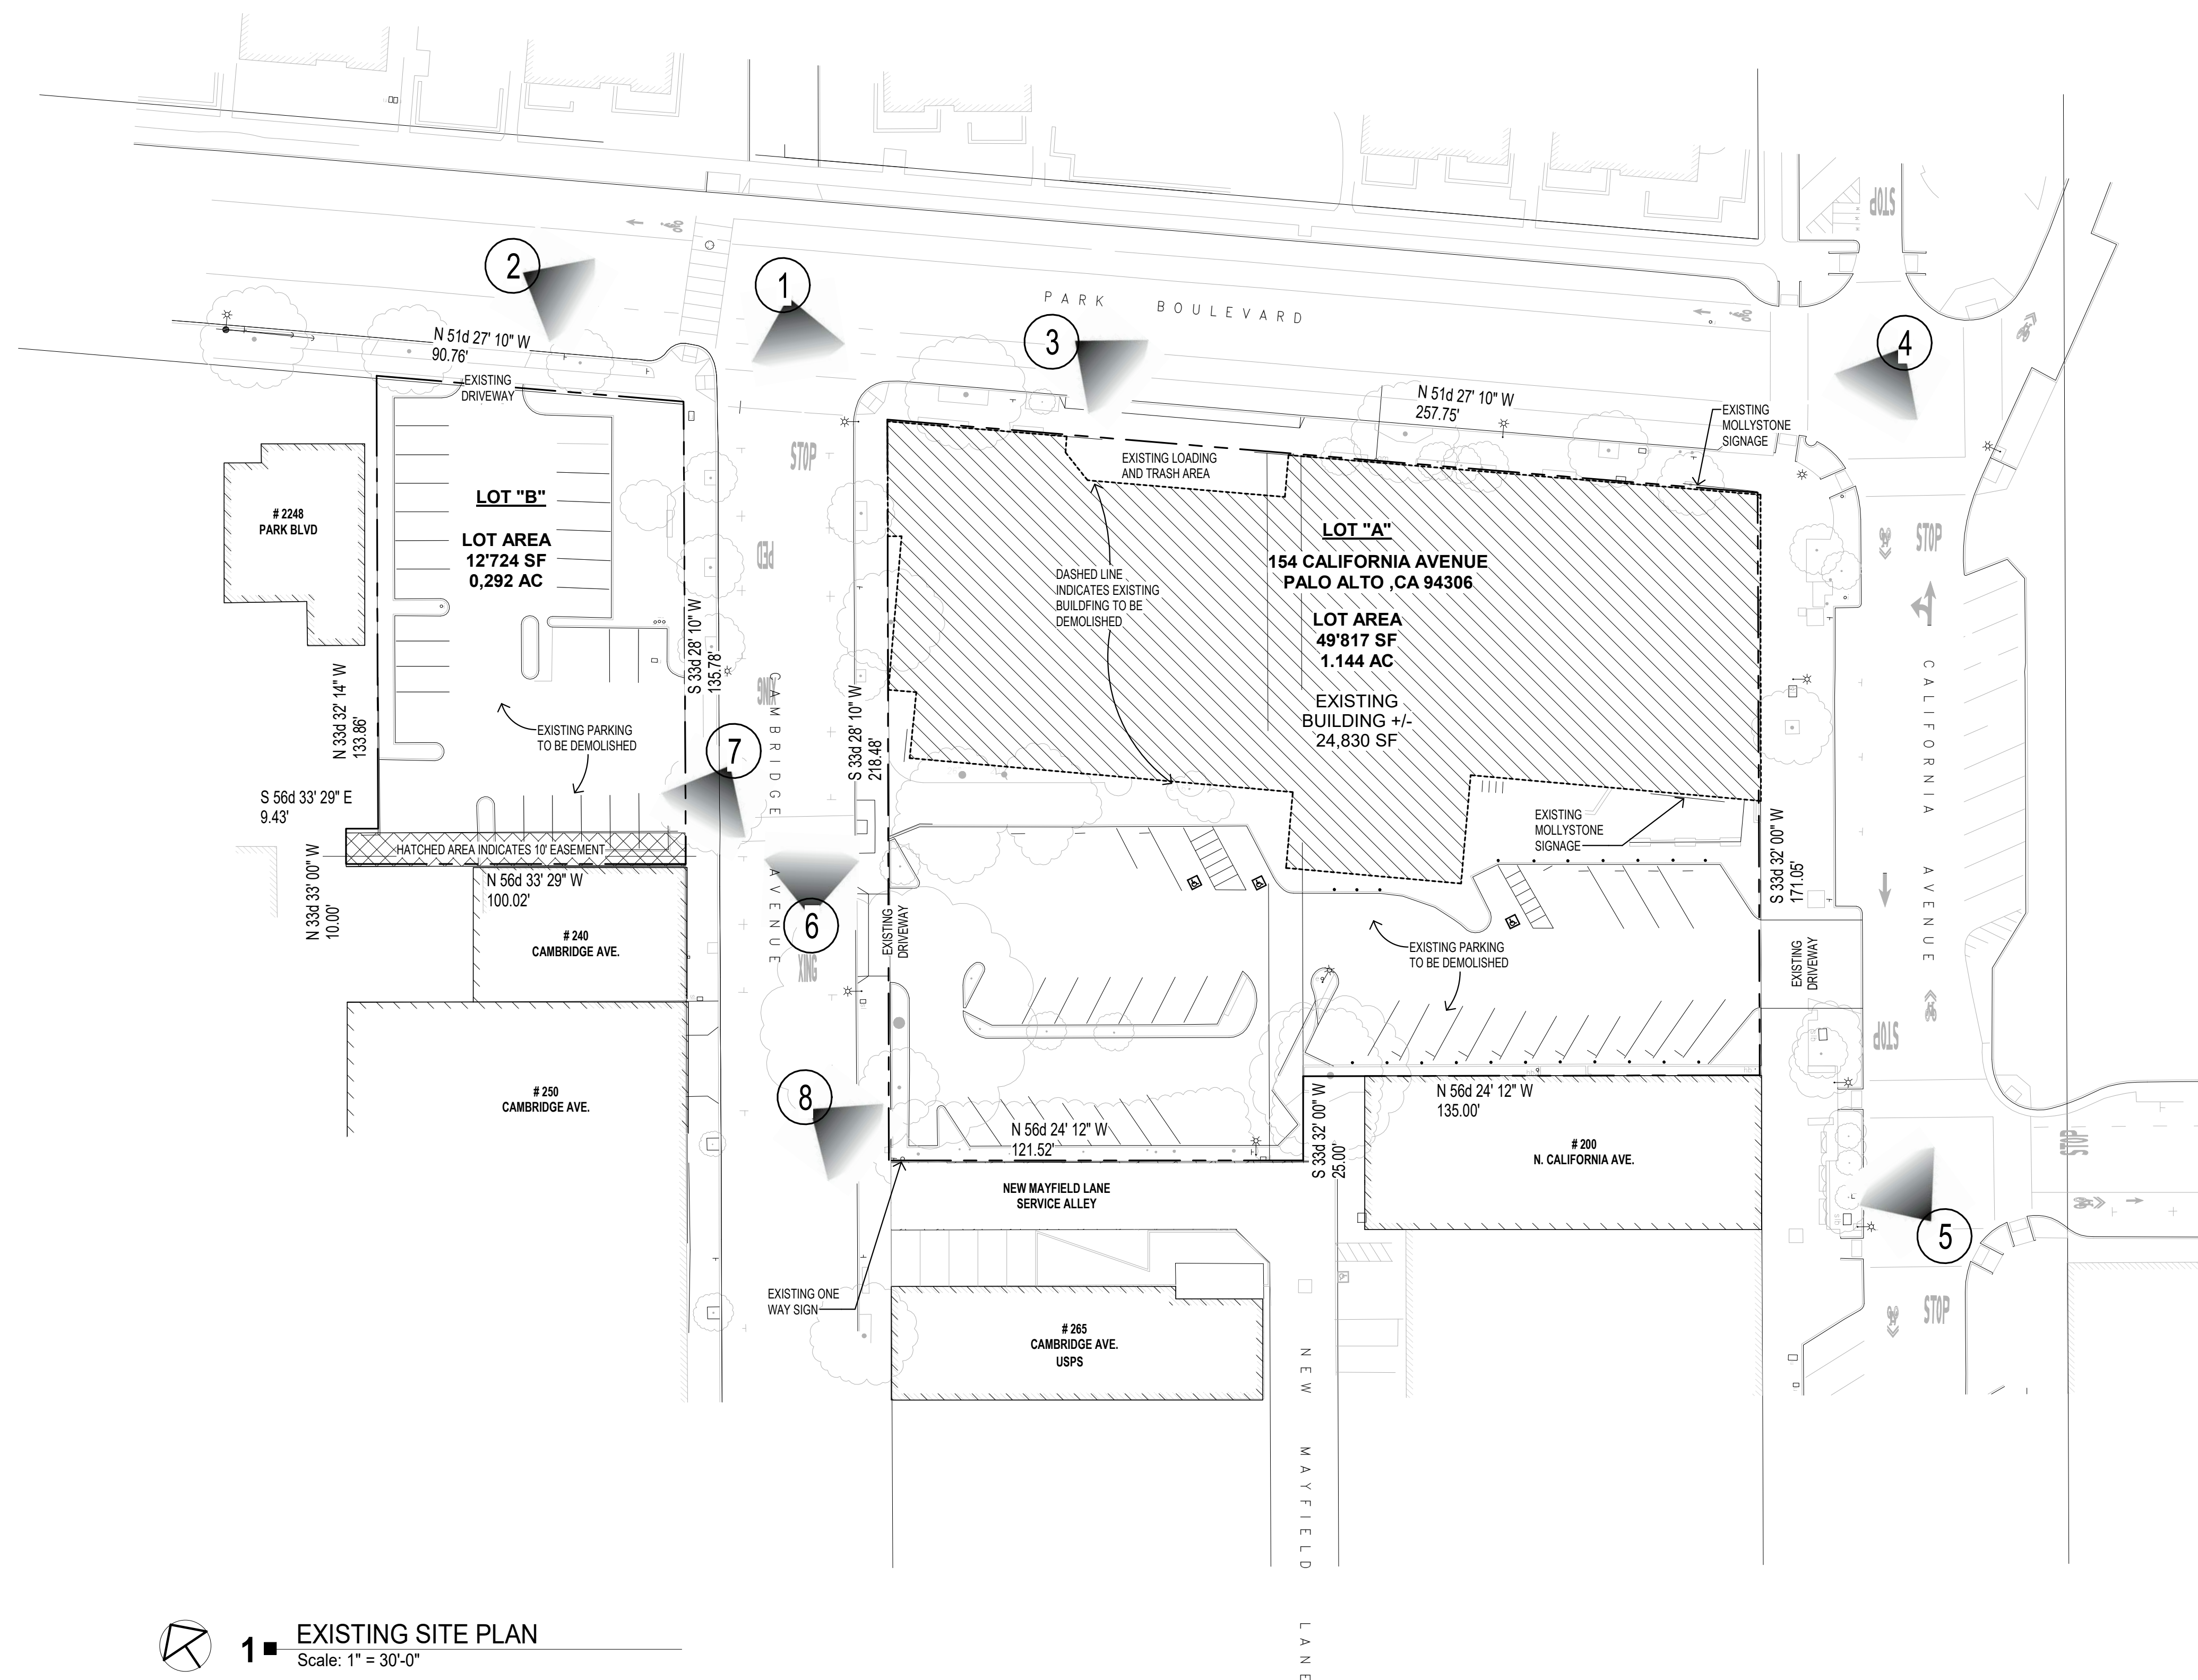 STOP
2
1
PARK BOULEVARD
3
4
N 51d 27' 10" W
90.76'
EXISTING
DRIVEWAY
N 51d 27' 10" W
257.75'
EXISTING
MOLLYSTONE
SIGNAGE
STOP
EXISTING LOADING
AND TRASH AREA
LOT "B"
LOT AREA
12'724 SF
0,292 AC
# 2248
PARK BLVD
LOT "A"
154 CALIFORNIA AVENUE
PALO ALTO ,CA 94306
LOT AREA
49'817 SF
1.144 AC
EXISTING
BUILDING +/-
24,830 SF
DASHED LINE
INDICATES EXISTING
BUILDFING TO BE
DEMOLISHED
STOP
PED
XING
S 33d 28' 10" W
135.78'
N 33d 32' 14" W
133.86'
S 33d 28' 10" W
218.48'
CAMBRIDGE AVENUE
CALIFORNIA AVENUE
EXISTING PARKING
TO BE DEMOLISHED
7
S 56d 33' 29" E
9.43'
HATCHED AREA INDICATES 10' EASEMENT
N 33d 33' 00" W
10.00'
N 56d 33' 29" W
100.02'
EXISTING
MOLLYSTONE
SIGNAGE
S 33d 32' 00" W
171.05'
6
XING
EXISTING
DRIVEWAY
# 240
CAMBRIDGE AVE.
EXISTING PARKING
TO BE DEMOLISHED
EXISTING
DRIVEWAY
STOP
# 250
CAMBRIDGE AVE.
8
N 56d 24' 12" W
121.52'
S 33d 32' 00" W
25.00'
N 56d 24' 12" W
135.00'
# 200
N. CALIFORNIA AVE.
STOP
NEW MAYFIELD LANE
SERVICE ALLEY
5
EXISTING ONE
WAY SIGN
STOP
# 265
CAMBRIDGE AVE.
USPS
NEW MAYFIELD LANE
1
EXISTING SITE PLAN
Scale: 1" = 30'-0"